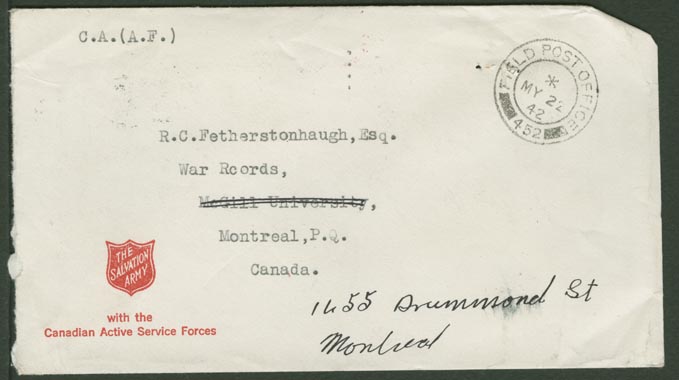 C.A.(A.F.)
FIELD POST OFFICE
*
MY 22
42
452
R.C.Fetherstonhaugh,Esq.
War Rcords,
McGill University,
Montreal,P.Q.
Canada.
THE
SALVATION
ARMY
with the
Canadian Active Service Forces
1455 Drummond St
Montreal